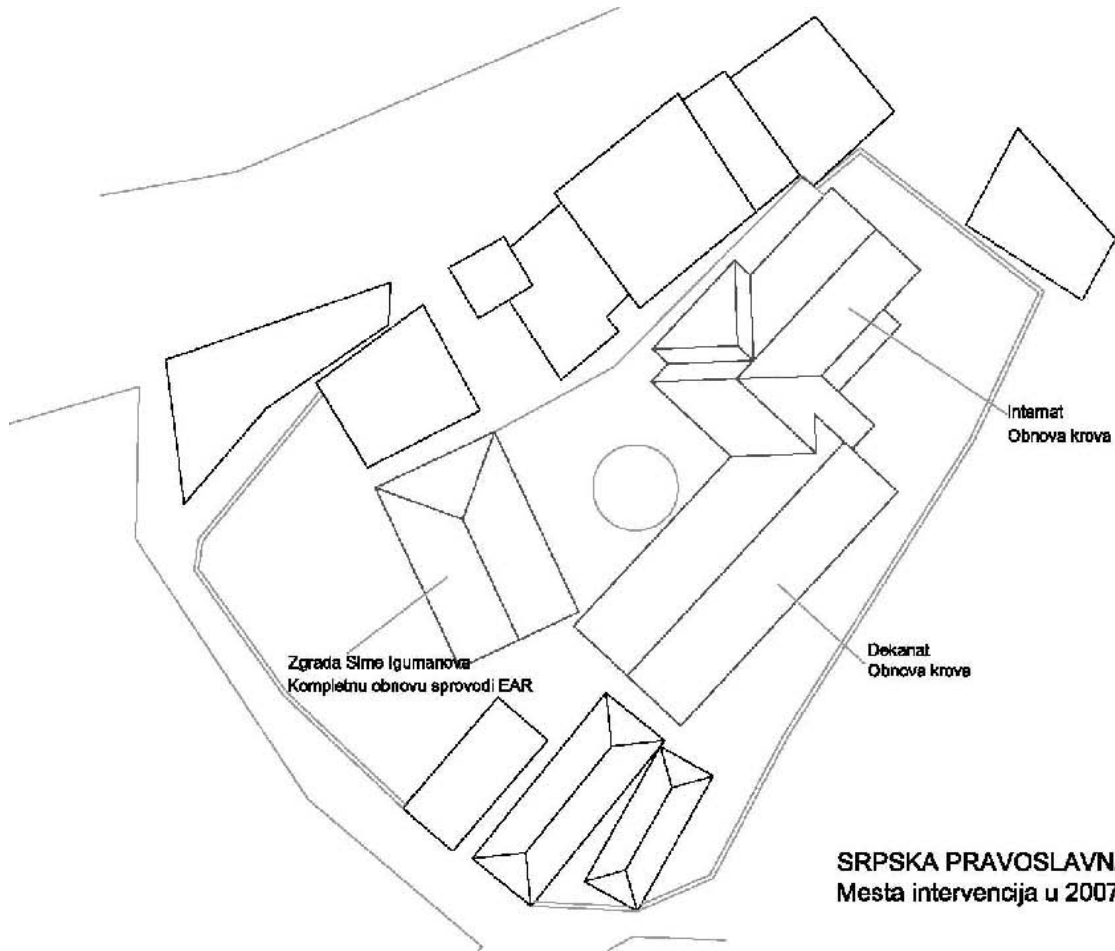 Internat
Obnova krova
Zgrada Sime Igumanova
Kompletnu obnovu sprovodi EAR
Dekanat
Obnova krova
SRPSKA PRAVOSLAVN
Mesta intervencija u 2007